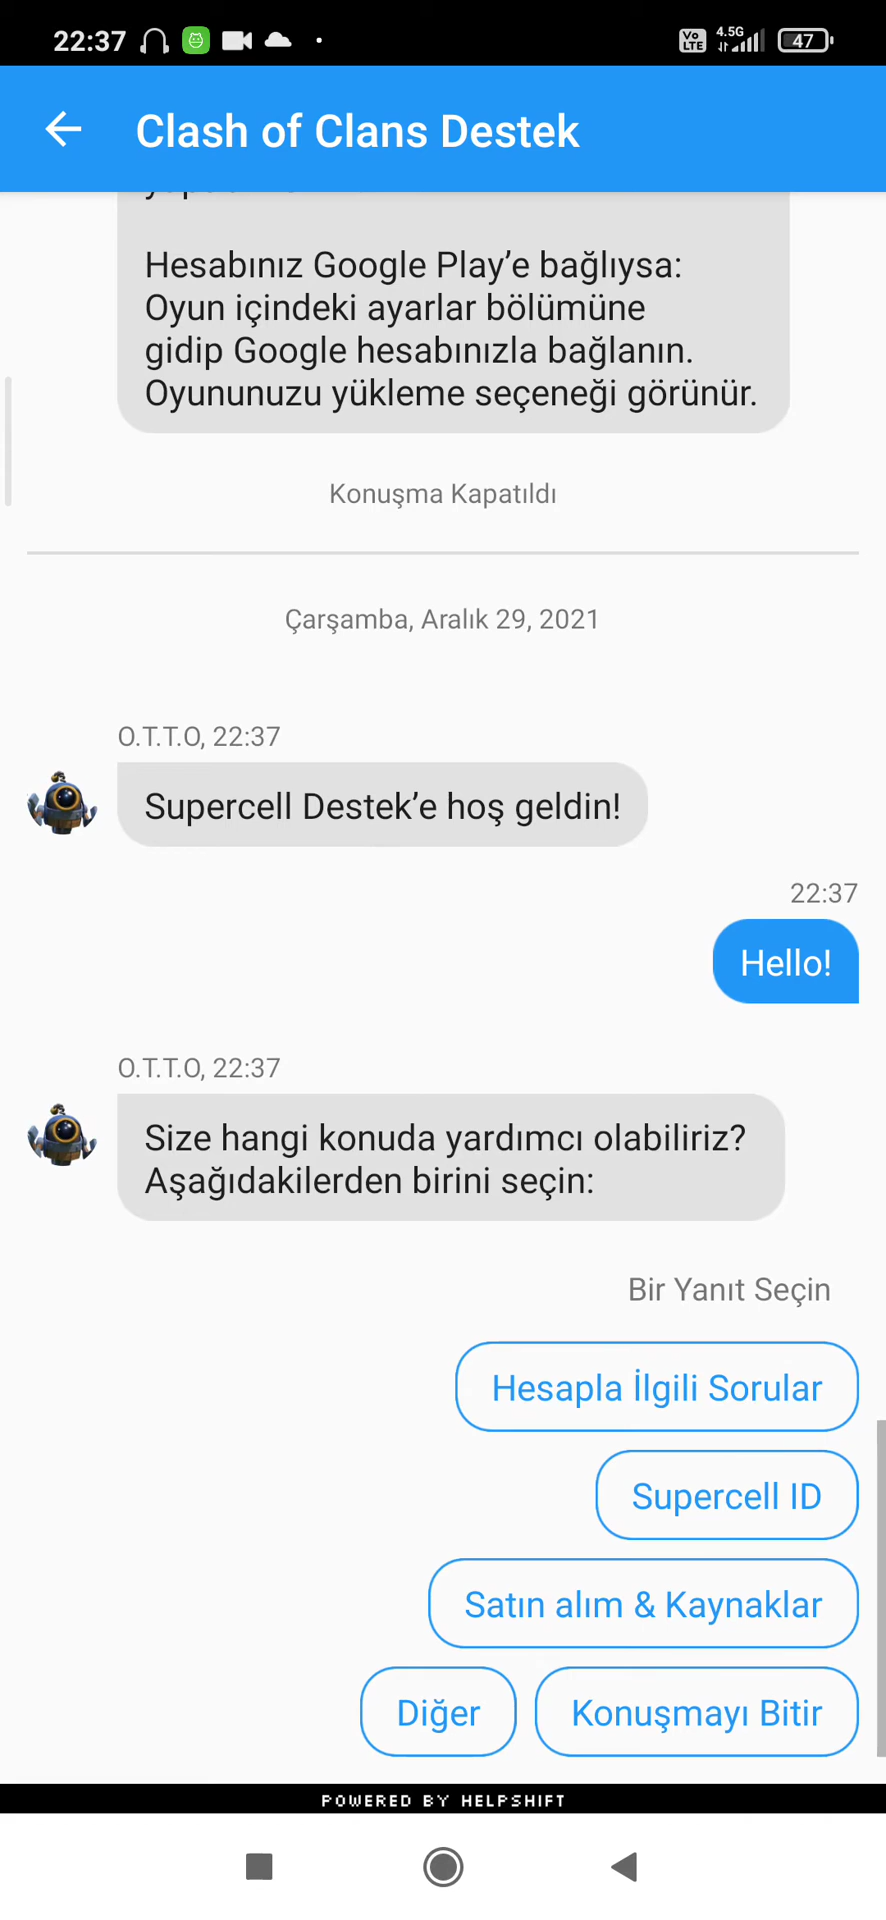 22:37
Vo LTE 4.5G 47
Clash of Clans Destek
Hesabınız Google Play’e bağlıysa:
Oyun içindeki ayarlar bölümüne
gidip Google hesabınızla bağlanın.
Oyununuzu yükleme seçeneği görünür.
Konuşma Kapatıldı
Çarşamba, Aralık 29, 2021
O.T.T.O, 22:37
Supercell Destek’e hoş geldin!
22:37
Hello!
O.T.T.O, 22:37
Size hangi konuda yardımcı olabiliriz?
Aşağıdakilerden birini seçin:
Bir Yanıt Seçin
Hesapla İlgili Sorular
Supercell ID
Satın alım & Kaynaklar
Diğer Konuşmayı Bitir
POWERED BY HELPSHIFT